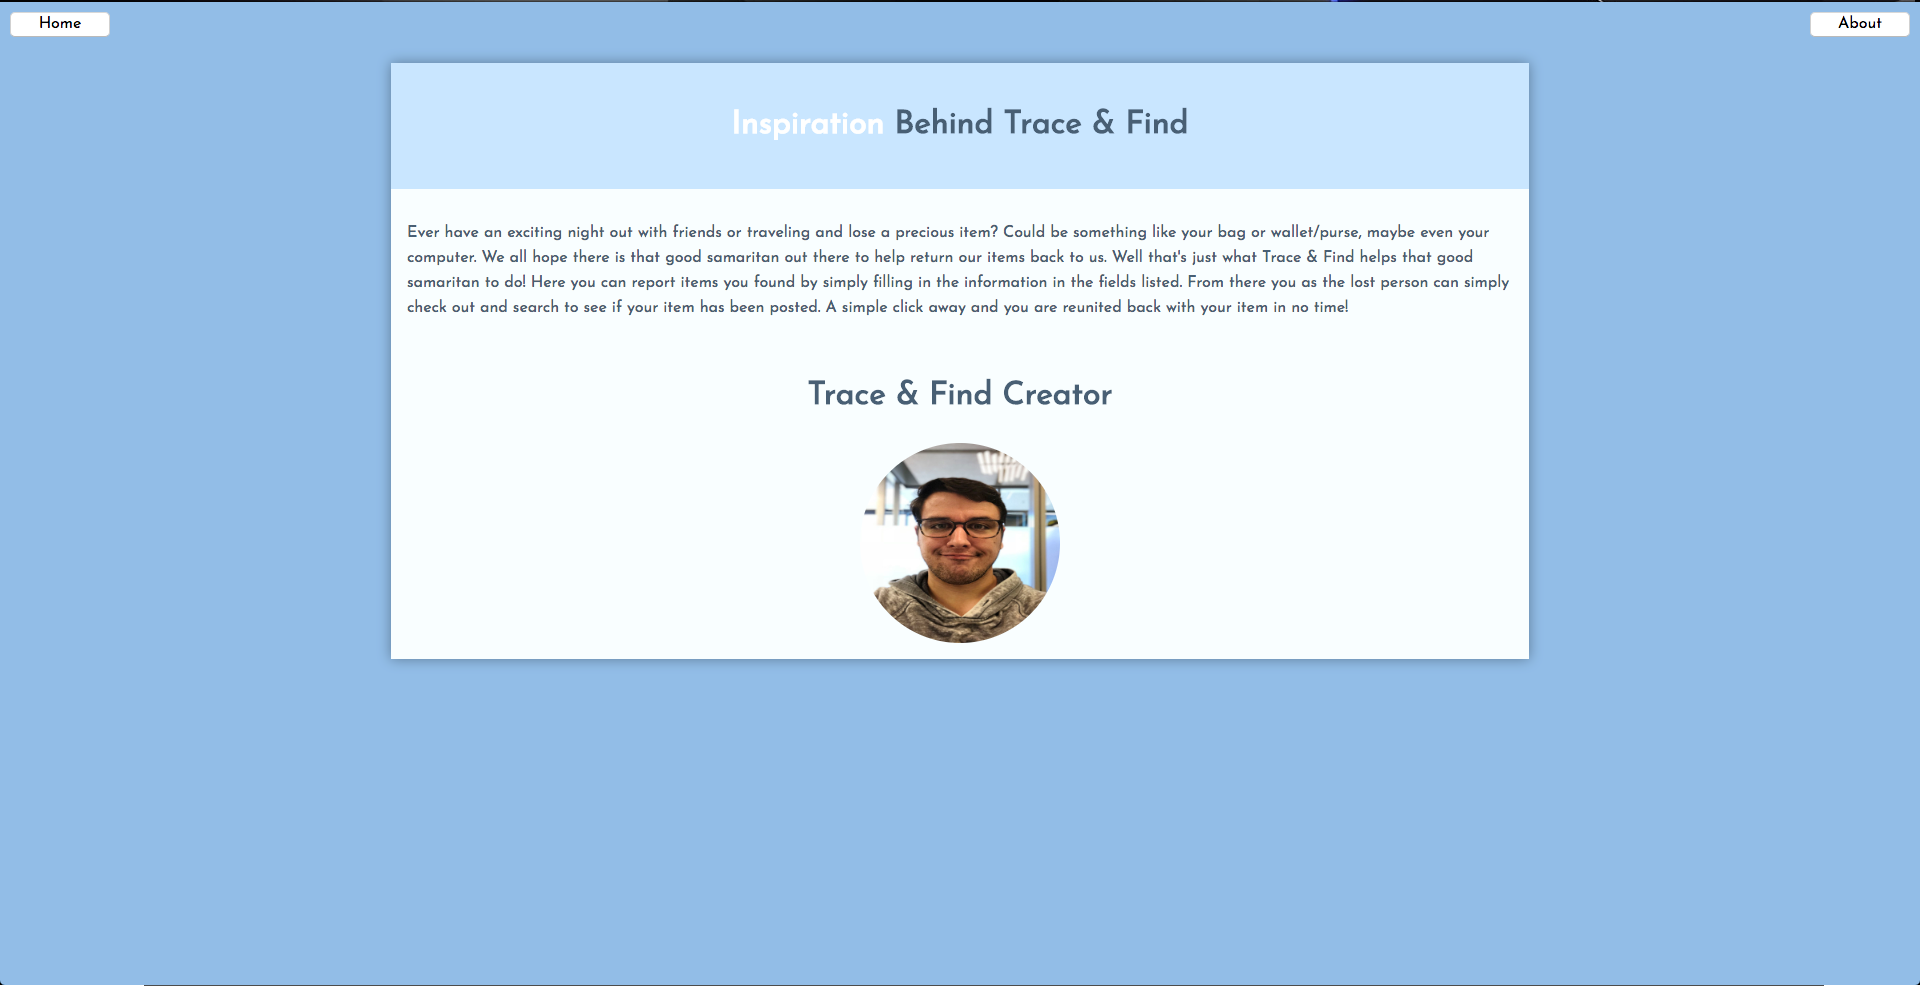 Home
About
Inspiration Behind Trace & Find
Ever have an exciting night out with friends or traveling and lose a precious item? Could be something like your bag or wallet/purse, maybe even your
computer. We all hope there is that good samaritan out there to help return our items back to us. Well that's just what Trace & Find helps that good
samaritan to do! Here you can report items you found by simply filling in the information in the fields listed. From there you as the lost person can simply
check out and search to see if your item has been posted. A simple click away and you are reunited back with your item in no time!
Trace & Find Creator